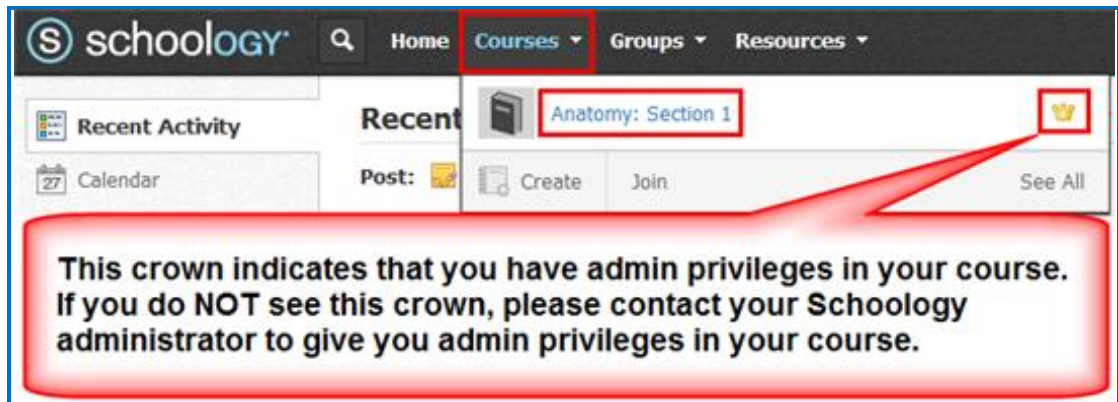 S schoology Home Courses Groups Resources
Recent Activity
Recent
Anatomy: Section 1
27 Calendar
Post:
Create Join See All
This crown indicates that you have admin privileges in your course.
If you do NOT see this crown, please contact your Schoology
administrator to give you admin privileges in your course.